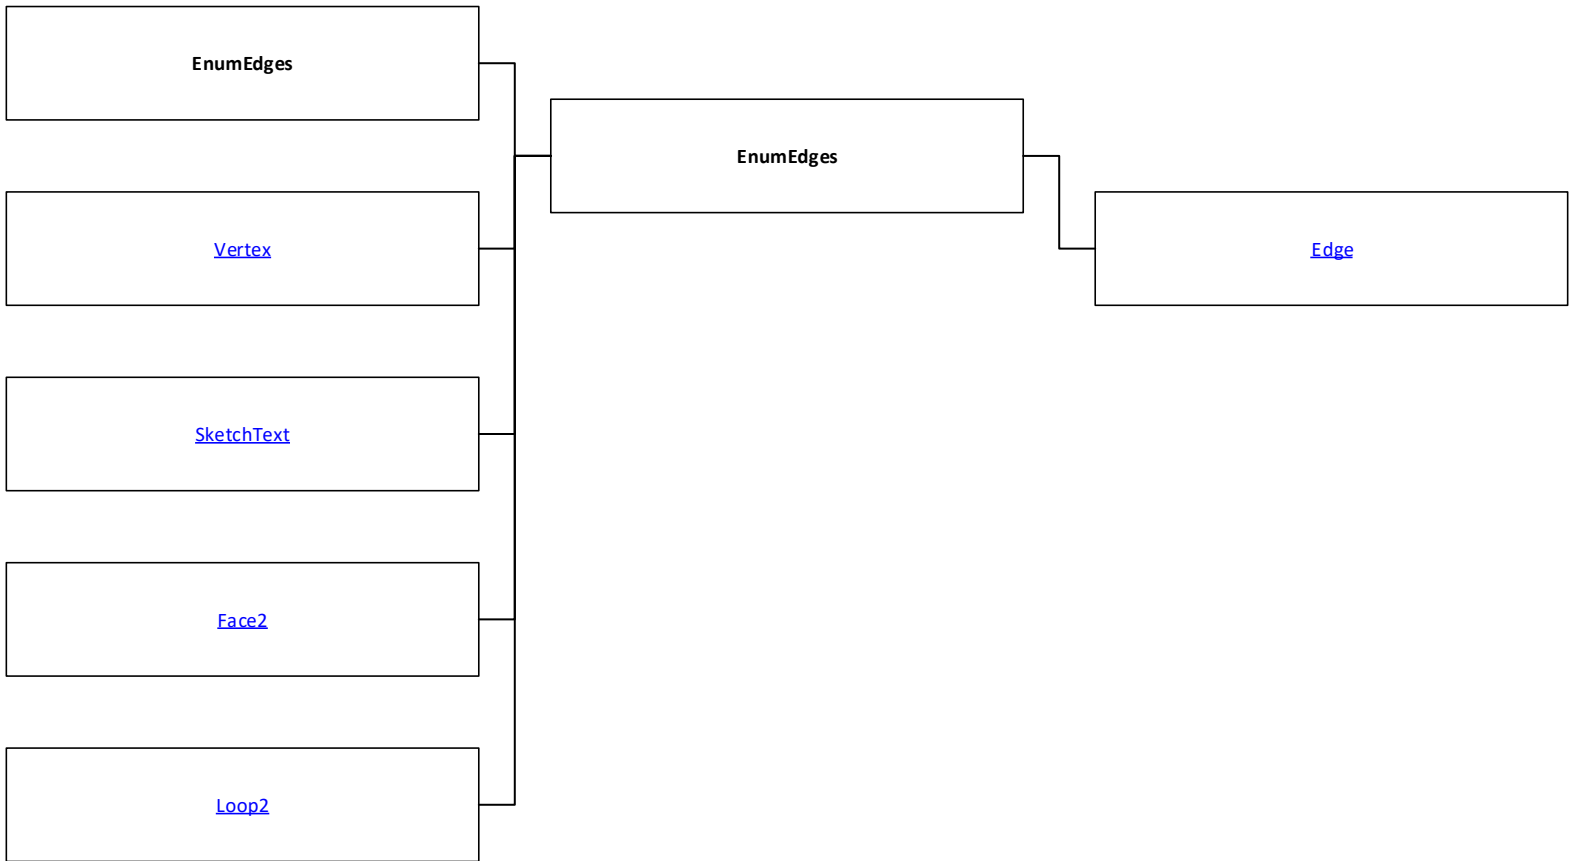 EnumEdges
EnumEdges
Vertex
Edge
SketchText
Face2
Loop2